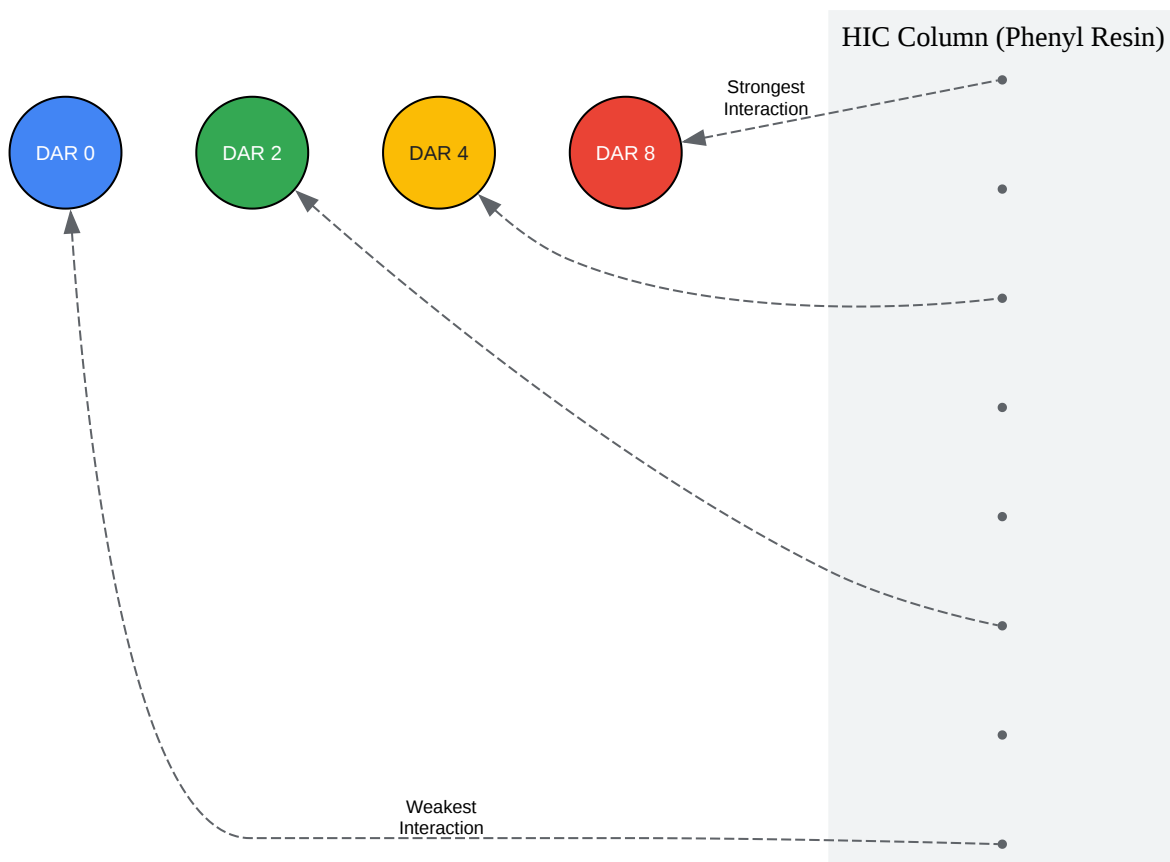 HIC Column (Phenyl Resin)
Strongest
Interaction
DAR 0
DAR 2
DAR 4
DAR 8
Weakest
Interaction